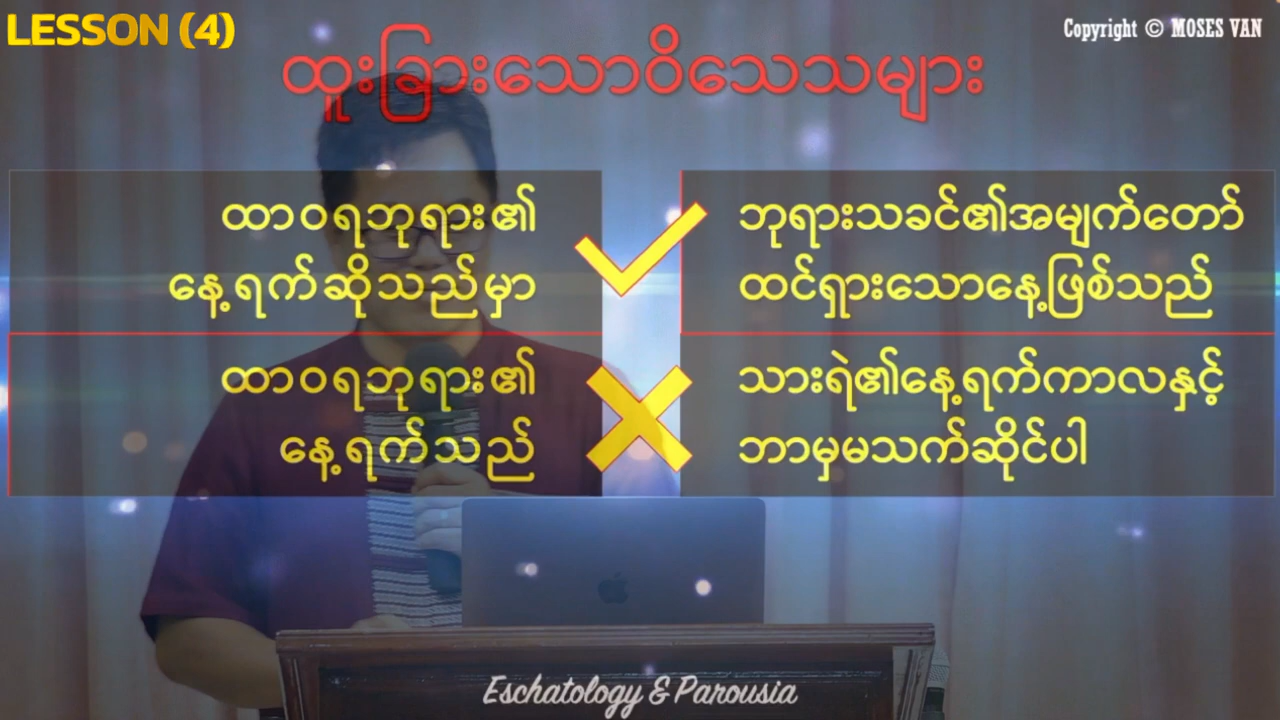 LESSON (4)
Copyright © MOSES VAN
ထူးခြားသောဝိသေသများ
ထာဝရဘုရား၏
နေ့ရက်ဆိုသည်မှာ
ဘုရားသခင်၏အမျက်တော်
ထင်ရှားသောနေ့ဖြစ်သည်
ထာဝရဘုရား၏
နေ့ရက်သည်
သားရဲ၏နေ့ရက်ကာလနှင့်
ဘာမှမသက်ဆိုင်ပါ
Eschatology & Parousia